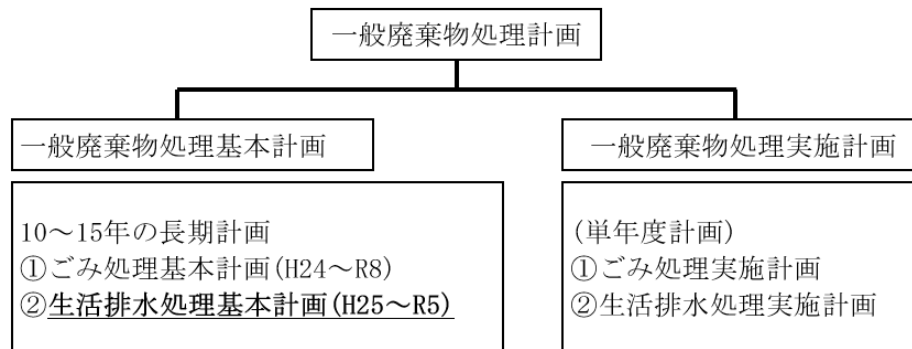 一般廃棄物処理計画
一般廃棄物処理基本計画
10～15年の長期計画
①ごみ処理基本計画(H24～R8)
②生活排水処理基本計画(H25～R5)
一般廃棄物処理実施計画
(単年度計画)
①ごみ処理実施計画
②生活排水処理実施計画